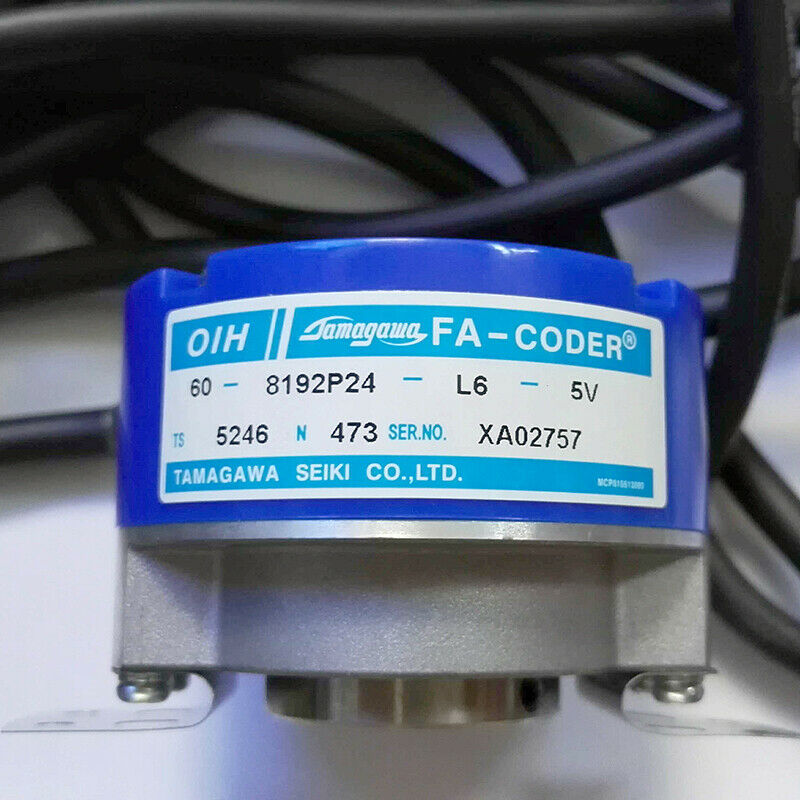 OIH Tamagawa FA-CODER®
60 - 8192P24 - L6 - 5V
TS 5246 N 473 SER.NO. XA02757
TAMAGAWA SEIKI CO.,LTD.